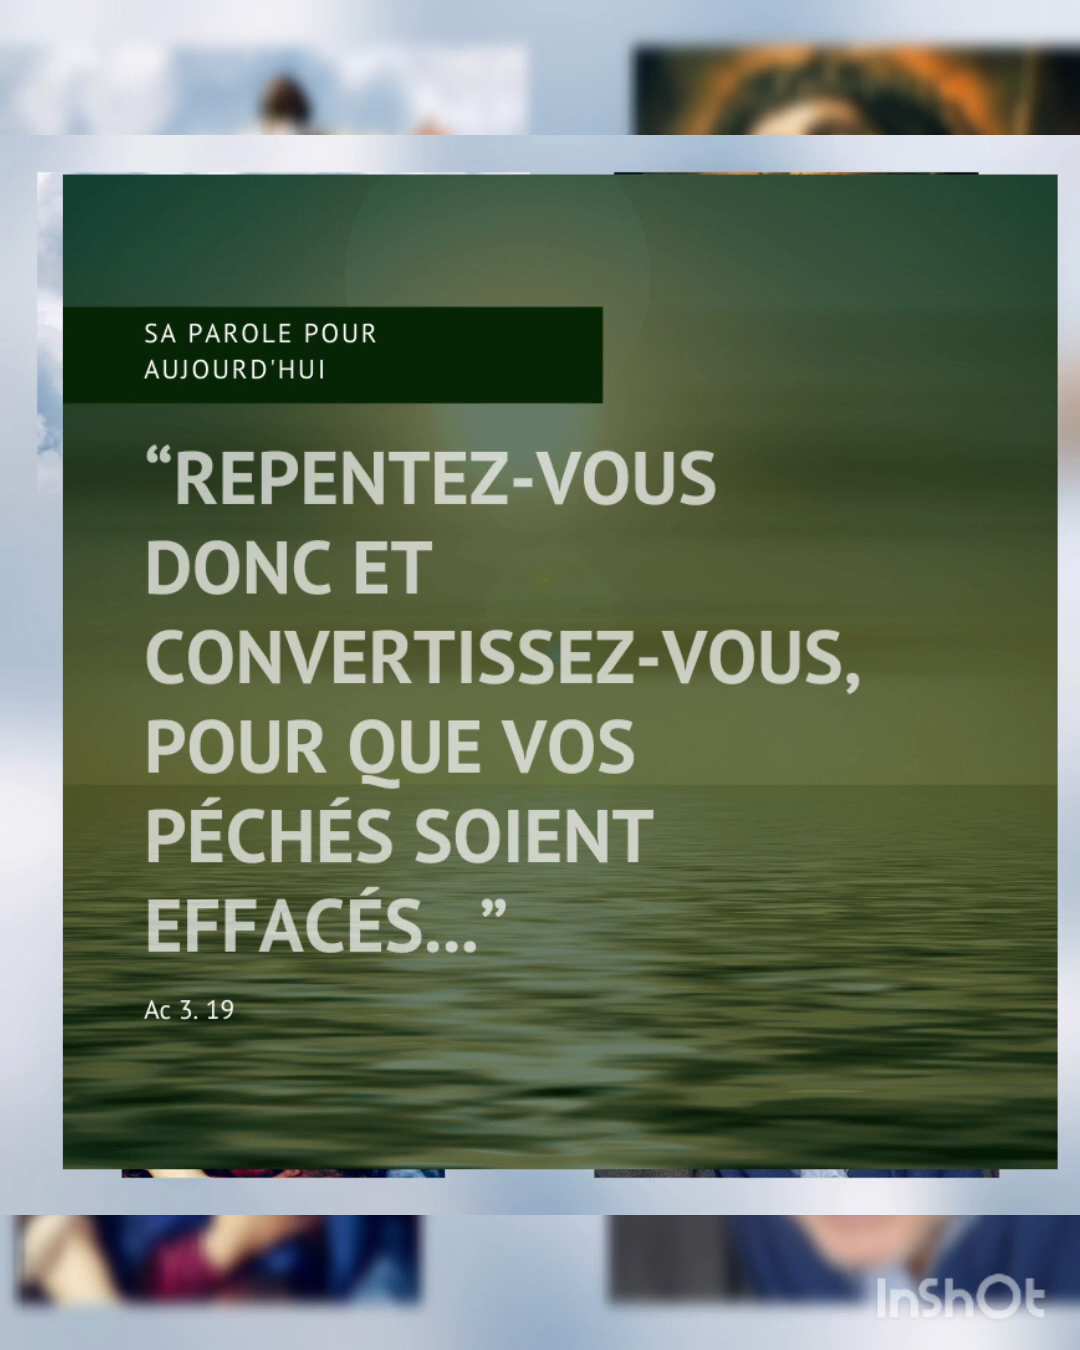 SA PAROLE POUR
AUJOURD'HUI
“REPENTEZ-VOUS
DONC ET
CONVERTISSEZ-VOUS,
POUR QUE VOS
PÉCHÉS SOIENT
EFFACÉS...”
Ac 3. 19
InShOt